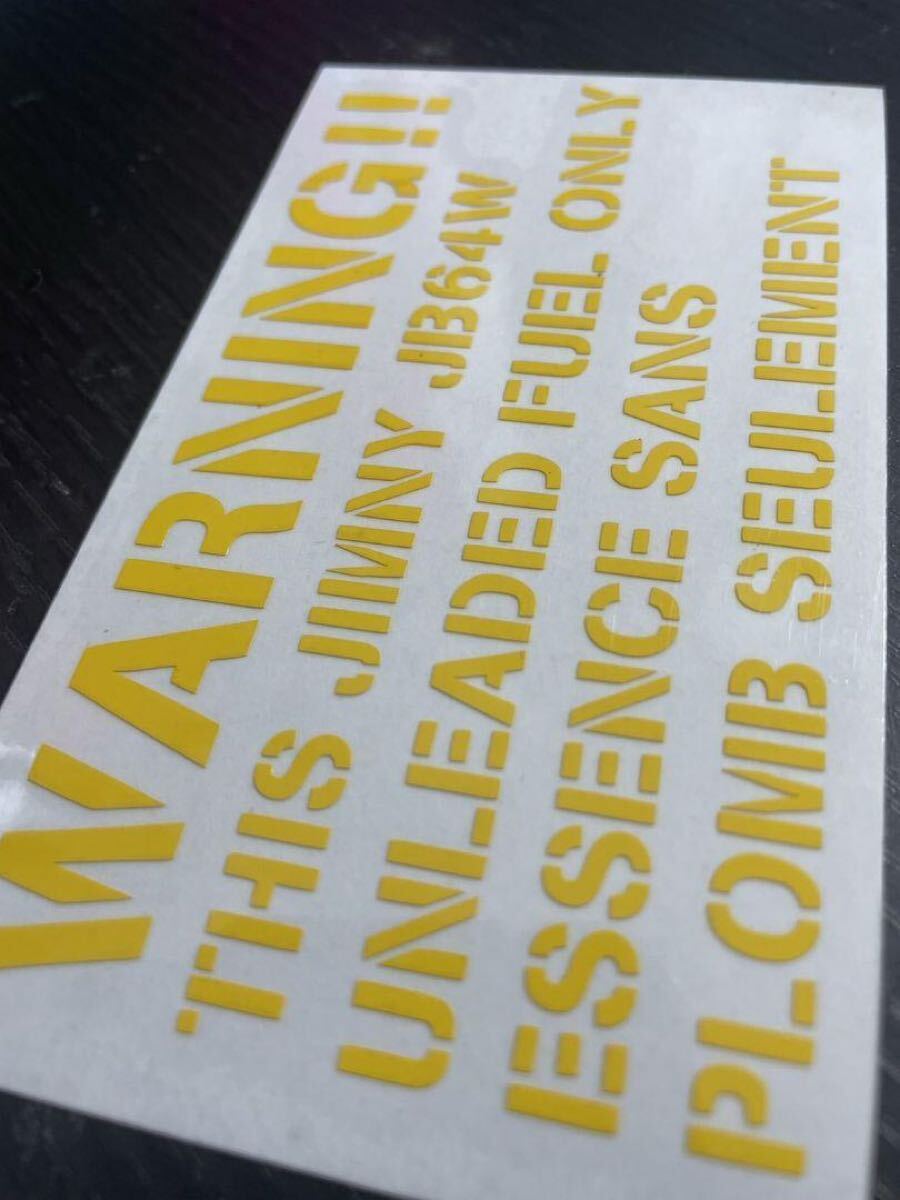 WARNING!!
THIS JIMNY JB64W
UNLEADED FUEL ONLY
ESSENCE SANS
PLOMB SEULEMENT